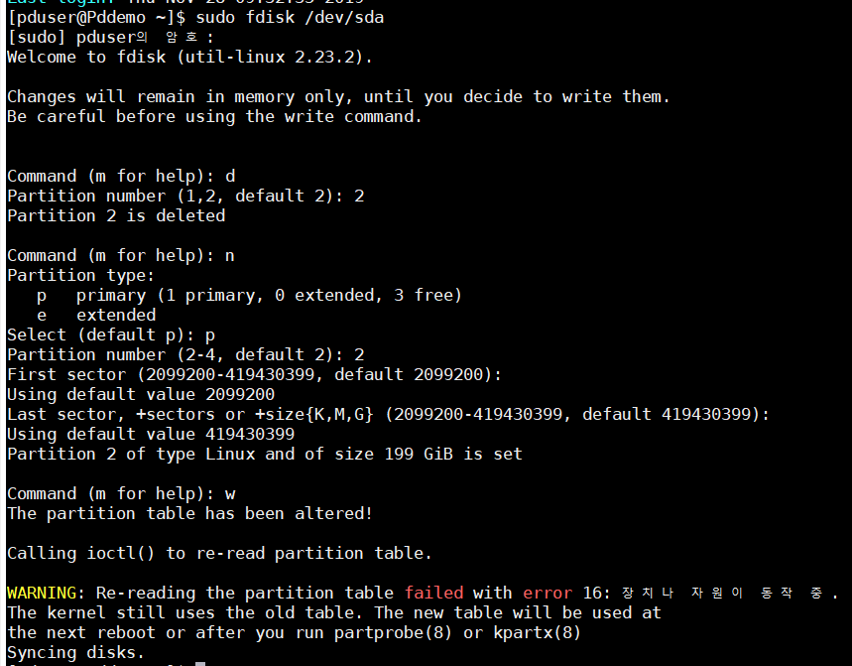 [pduser@Pddemo ~]$ sudo fdisk /dev/sda
[sudo] pduser의 암호:
Welcome to fdisk (util-linux 2.23.2).
Changes will remain in memory only, until you decide to write them.
Be careful before using the write command.
Command (m for help): d
Partition number (1,2, default 2): 2
Partition 2 is deleted
Command (m for help): n
Partition type:
p   primary (1 primary, 0 extended, 3 free)
e   extended
Select (default p): p
Partition number (2-4, default 2): 2
First sector (2099200-419430399, default 2099200):
Using default value 2099200
Last sector, +sectors or +size{K,M,G} (2099200-419430399, default 419430399):
Using default value 419430399
Partition 2 of type Linux and of size 199 GiB is set
Command (m for help): w
The partition table has been altered!
Calling ioctl() to re-read partition table.
WARNING: Re-reading the partition table failed with error 16: 장치나 자원이 동작 중.
The kernel still uses the old table. The new table will be used at
the next reboot or after you run partprobe(8) or kpartx(8)
Syncing disks.